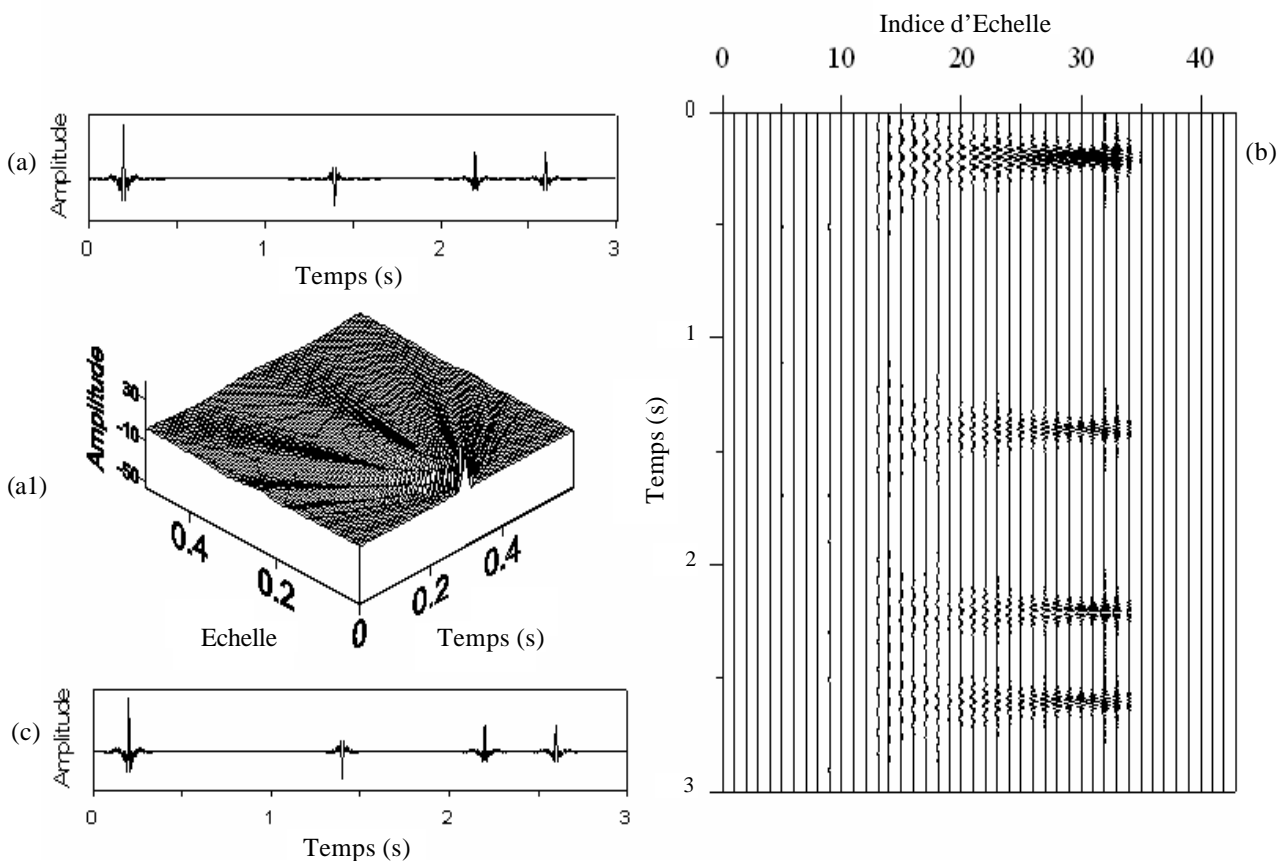 (a)
Amplitude
0 1 2 3
Temps (s)
(a1)
Amplitude
30
-10
-50
0.4
0.2
0
0.2
0.4
Echelle
Temps (s)
(c)
Amplitude
0 1 2 3
Temps (s)
Indice d’Echelle
0 10 20 30 40
(b)
0
1
2
3
Temps (s)